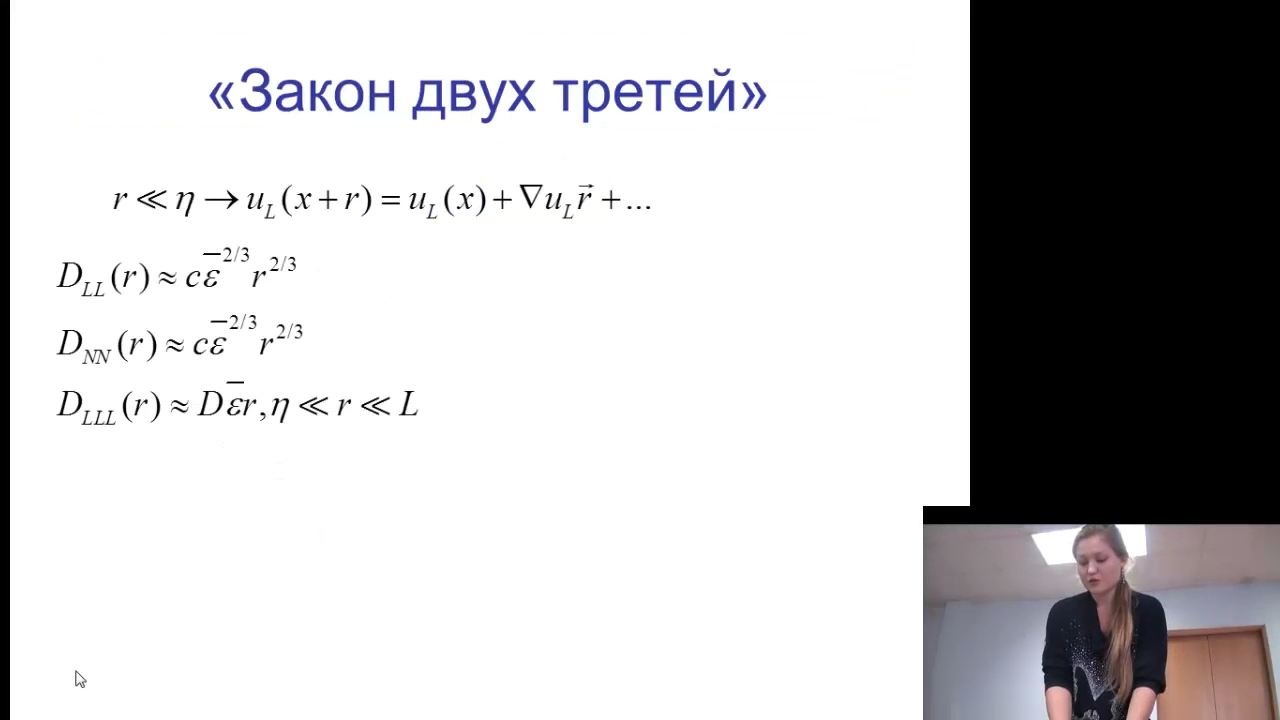 «Закон двух третей»
r ≪ η → u_L(x + r) = u_L(x) + ∇u_L r⃗ + ...
D_LL(r) ≈ cε̄^2/3 r^2/3
D_NN(r) ≈ cε̄^2/3 r^2/3
D_LLL(r) ≈ Dε̄r, η ≪ r ≪ L